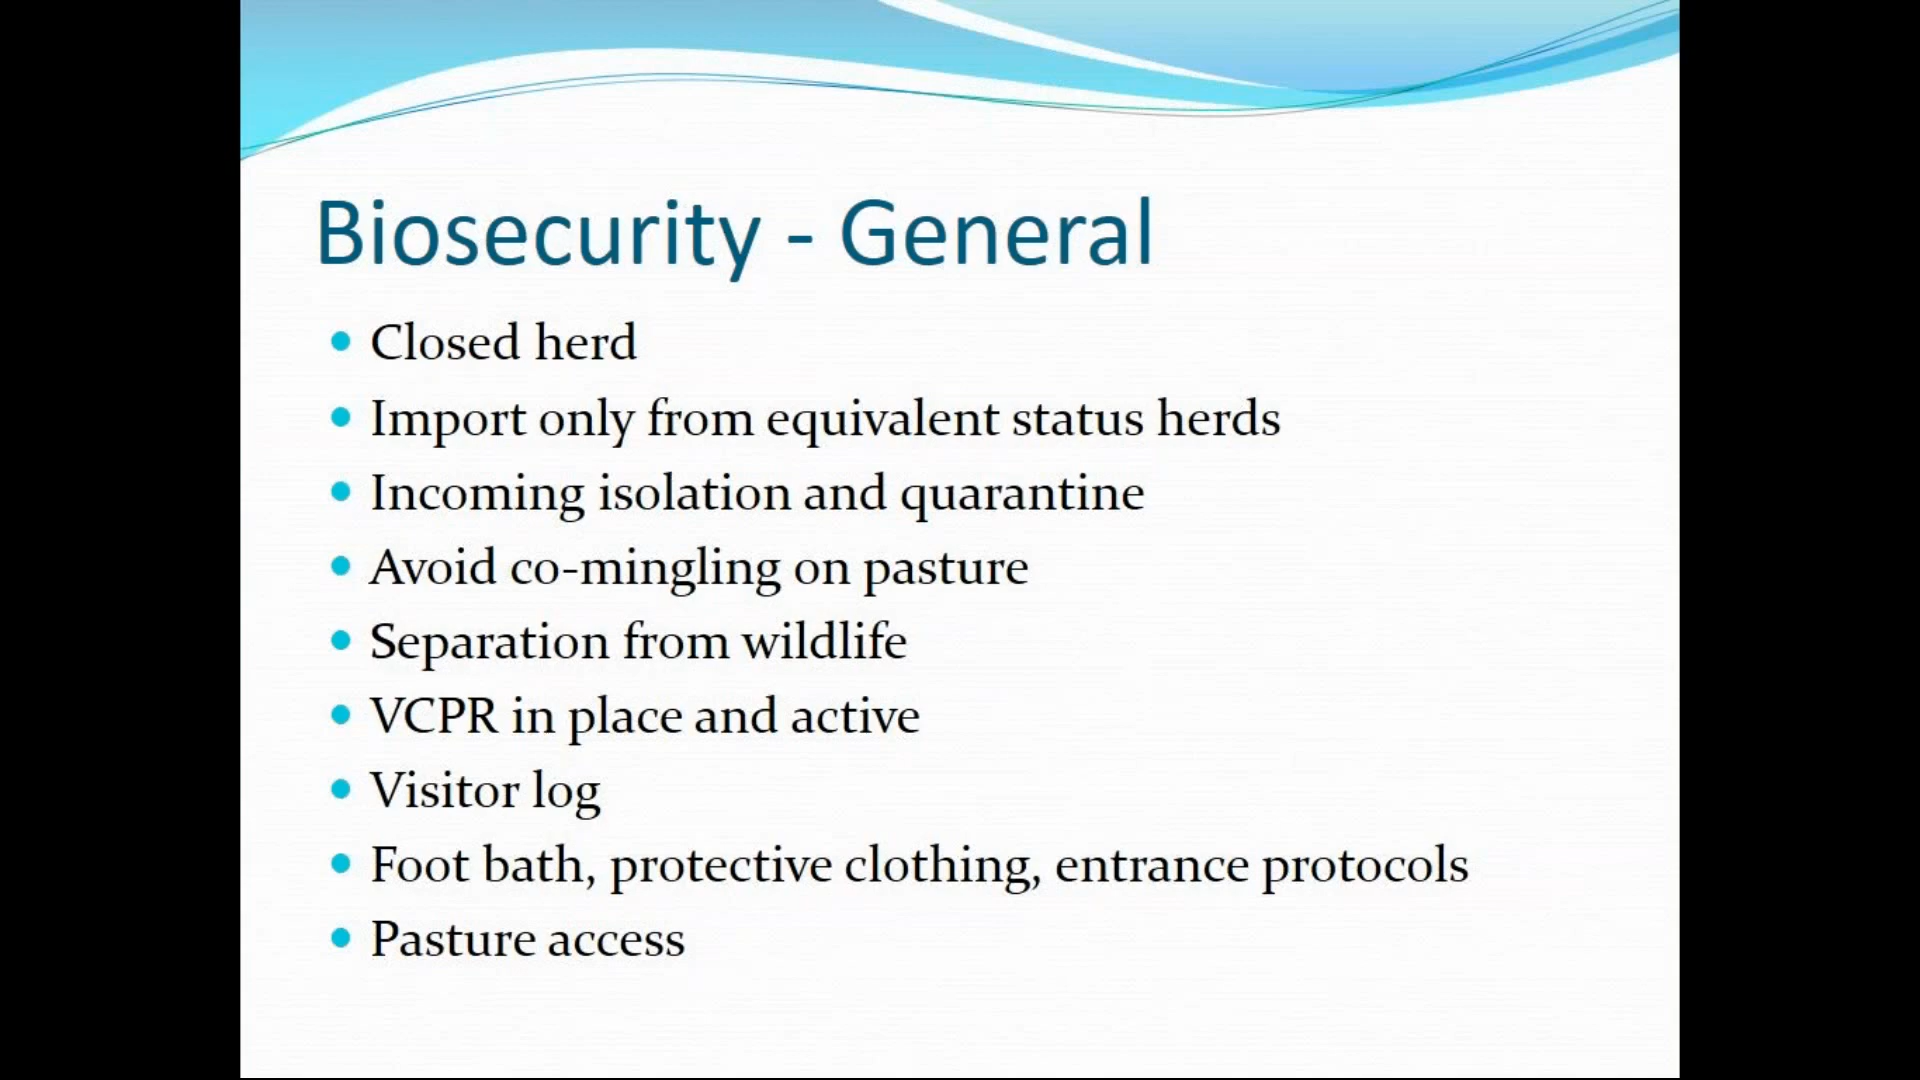 Biosecurity - General
Closed herd
Import only from equivalent status herds
Incoming isolation and quarantine
Avoid co-mingling on pasture
Separation from wildlife
VCPR in place and active
Visitor log
Foot bath, protective clothing, entrance protocols
Pasture access